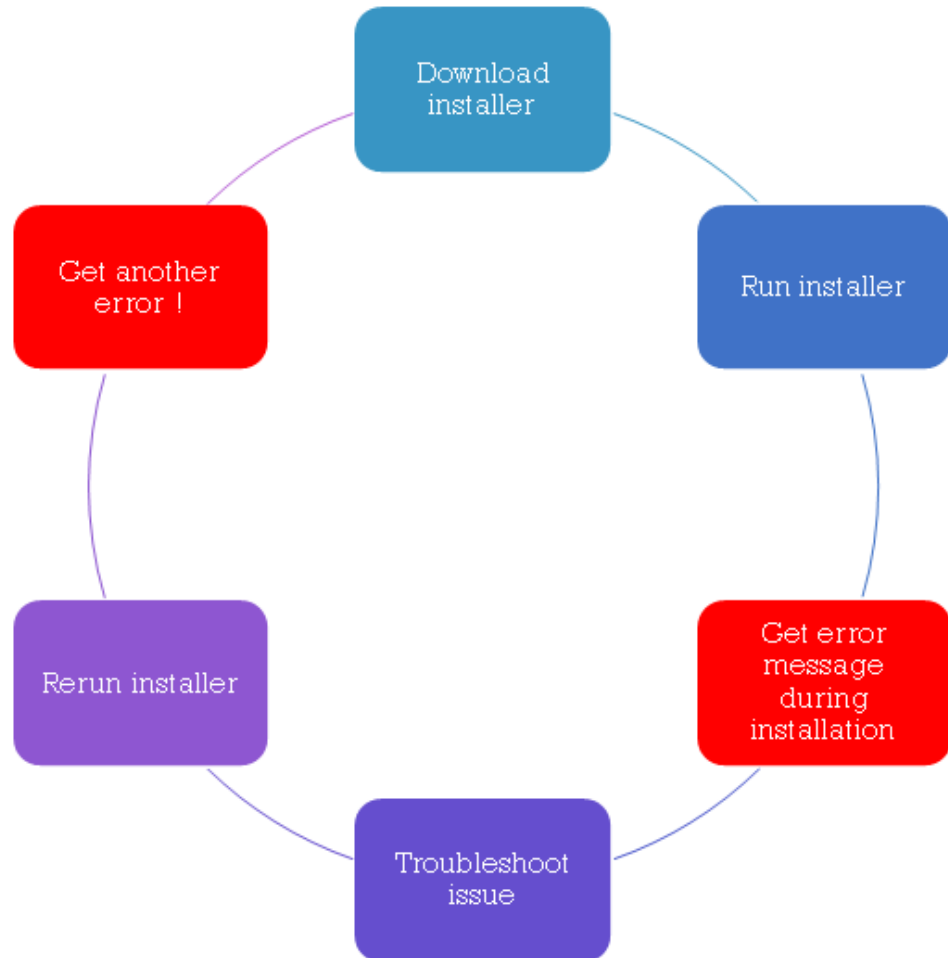 Download
installer
Run installer
Get error
message
during
installation
Troubleshoot
issue
Rerun installer
Get another
error !